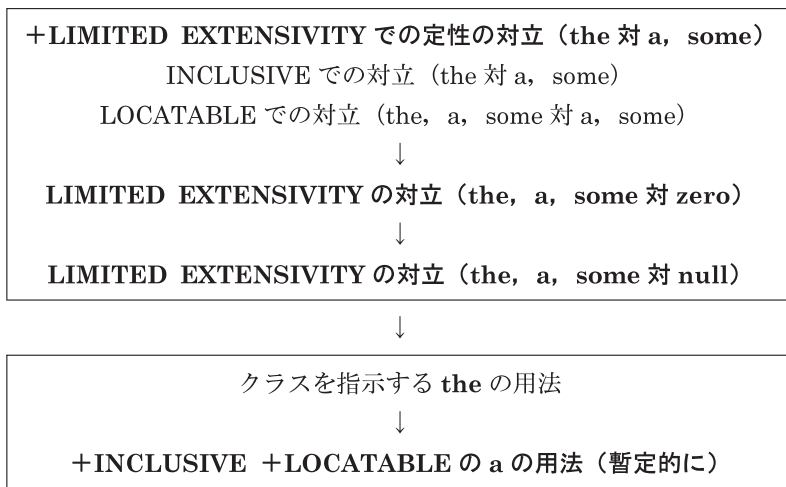 ＋LIMITED EXTENSIVITY での定性の対立（the 対 a，some）
INCLUSIVE での対立（the 対 a，some）
LOCATABLE での対立（the，a，some 対 a，some）
↓
LIMITED EXTENSIVITY の対立（the，a，some 対 zero）
↓
LIMITED EXTENSIVITY の対立（the，a，some 対 null）
↓
クラスを指示する the の用法
↓
＋INCLUSIVE ＋LOCATABLE の a の用法（暫定的に）